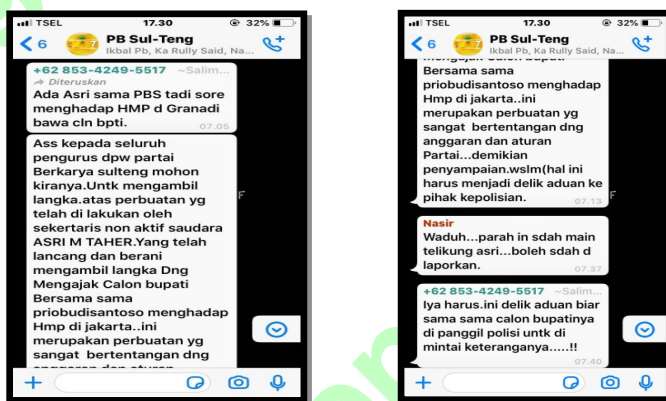 TSEL
17.30
32%
6
PB Sul-Teng
Ikbal Pb, Ka Rully Said, Na...
+62 853-4249-5517 ~Salim...
Diteruskan
Ada Asri sama PBS tadi sore
menghadap HMP d Granadi
bawa cln bpti.
07.05
Ass kepada seluruh
pengurus dpw partai
Berkarya sulteng mohon
kiranya.Untk mengambil
langka.atas perbuatan yg
telah di lakukan oleh
sekertaris non aktif saudara
ASRI M TAHER.Yang telah
lancang dan berani
mengambil langka Dng
Mengajak Calon bupati
Bersama sama
priobudisantoso menghadap
Hmp di jakarta..ini
merupakan perbuatan yg
sangat bertentangan dng
anggaran dan aturan
TSEL
17.30
32%
6
PB Sul-Teng
Ikbal Pb, Ka Rully Said, Na...
Mengajak Calon bupati
Bersama sama
priobudisantoso menghadap
Hmp di jakarta..ini
merupakan perbuatan yg
sangat bertentangan dng
anggaran dan aturan
Partai...demikian
penyampaian.wslm(hal ini
harus menjadi delik aduan ke
pihak kepolisian.
07.13
Nasir
Waduh...parah in sdah main
telikung asri...boleh sdah d
laporkan.
07.37
+62 853-4249-5517 ~Salim...
Iya harus.ini delik aduan biar
sama sama calon bupatinya
di panggil polisi untk di
mintai keteranganya.....!!
07.40